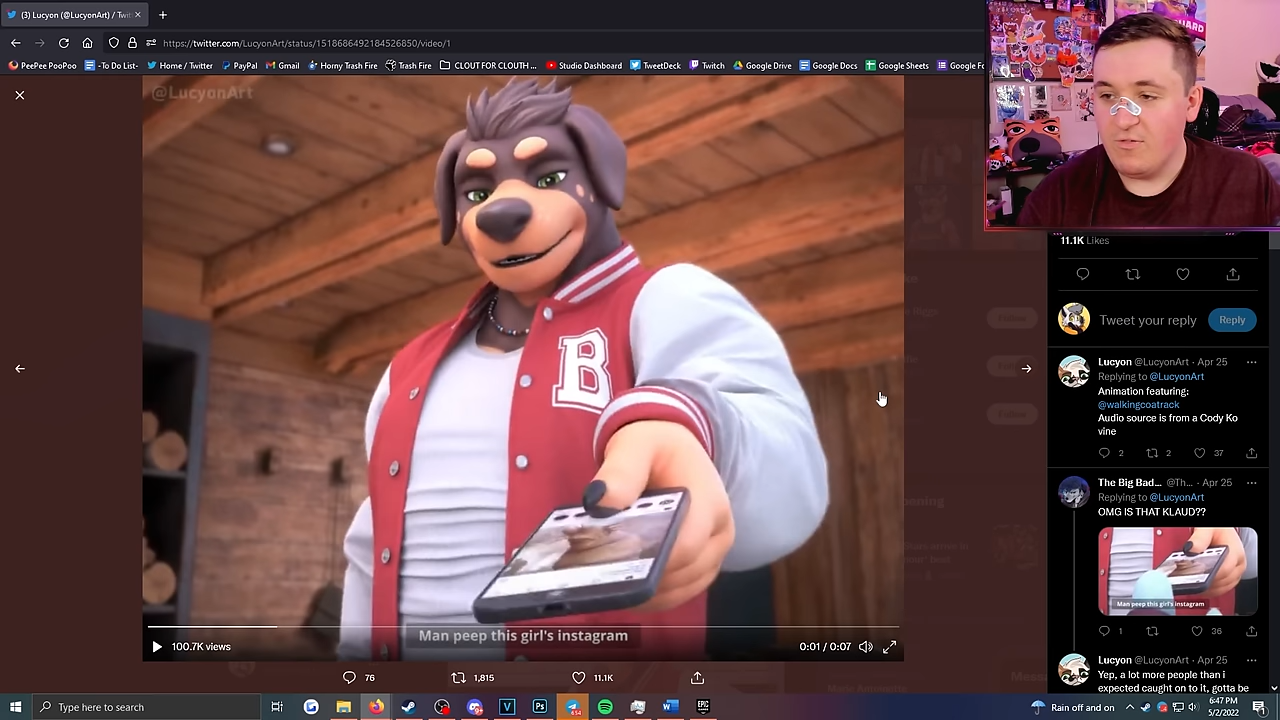 (3) Lucyon (@LucyonArt) / Twit
https://twitter.com/LucyonArt/status/1518686492184526850/video/1
PeePee PooPoo
-To Do List-
Home / Twitter
PayPal
Gmail
Horny Trash Fire
Trash Fire
CLOUT FOR CLOUTH ...
Studio Dashboard
TweetDeck
Twitch
Google Drive
Google Docs
Google Sheets
Google Fo
@LucyonArt
B
Man peep this girl's instagram
100.7K views
0:01 / 0:07
76
1,815
11.1K
11.1K Likes
Tweet your reply
Reply
Lucyon @LucyonArt · Apr 25
Replying to @LucyonArt
Animation featuring:
@walkingcoatrack
Audio source is from a Cody Ko
vine
2
2
37
The Big Bad... @Th... · Apr 25
Replying to @LucyonArt
OMG IS THAT KLAUD??
Man peep this girl's instagram
1
36
Lucyon @LucyonArt · Apr 25
Yep, a lot more people than i
expected caught on to it, gotta be
Type here to search
Rain off and on
6:47 PM
5/2/2022